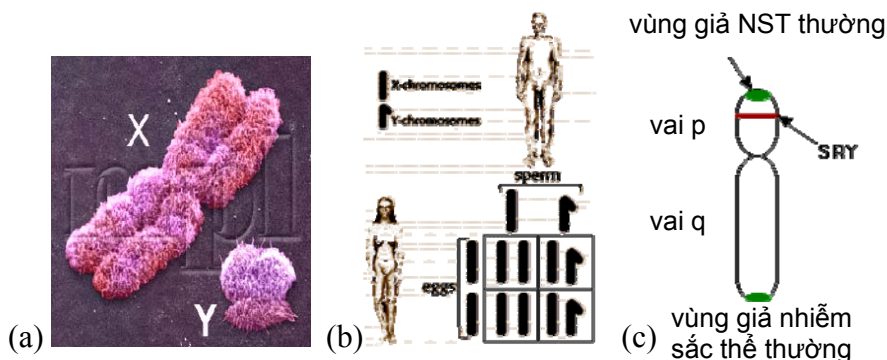 vùng giả NST thường
X-chromosomes
Y-chromosomes
X
vai p
SRY
sperm
vai q
eggs
Y
(a)
(b)
(c)
vùng giả nhiễm
sắc thể thường